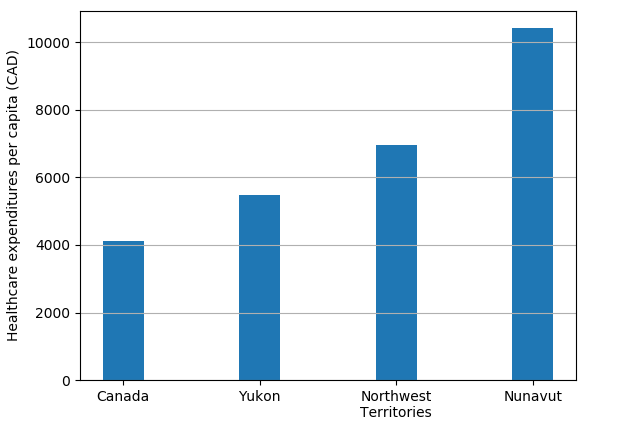 Healthcare expenditures per capita (CAD)
10000
8000
6000
4000
2000
0
Canada
Yukon
Northwest
Territories
Nunavut